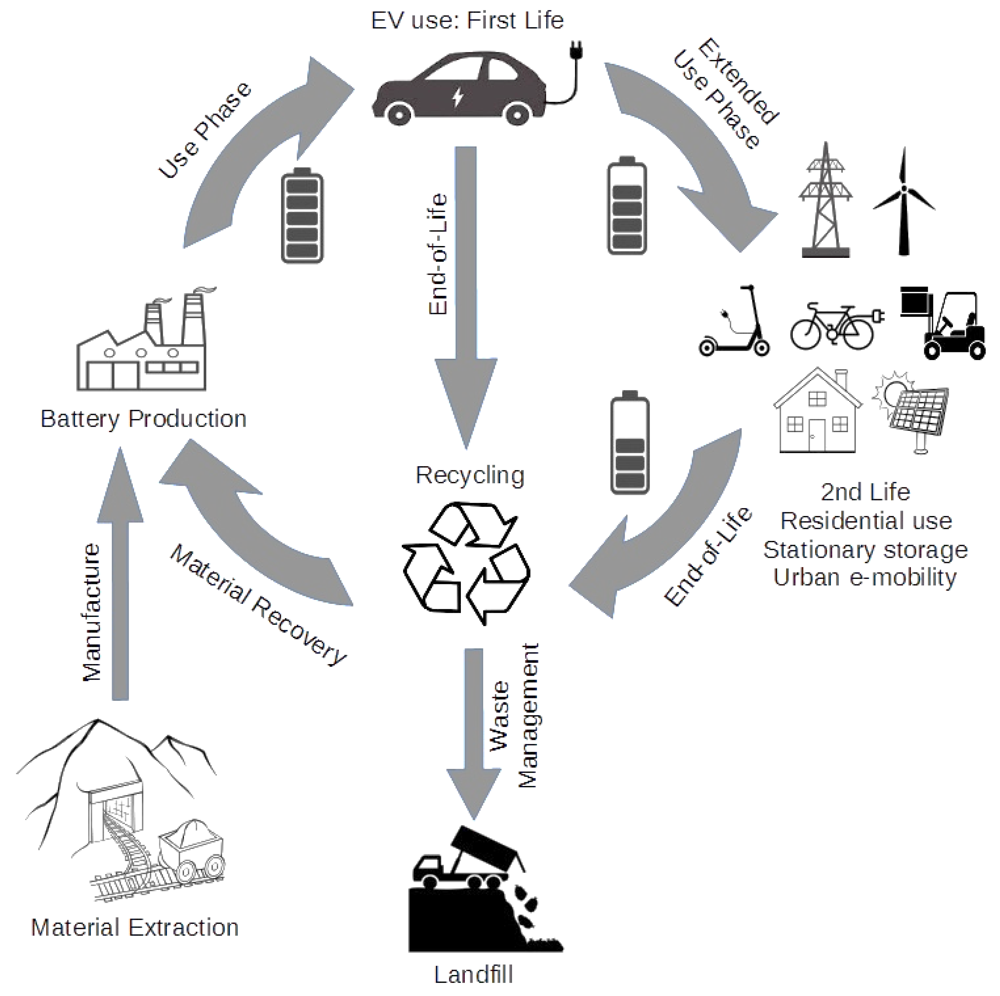 EV use: First Life
Extended
Use Phase
Use Phase
End-of-Life
Battery Production
Recycling
2nd Life
Residential use
Stationary storage
Urban e-mobility
End-of-Life
Material Recovery
Manufacture
Waste
Management
Material Extraction
Landfill